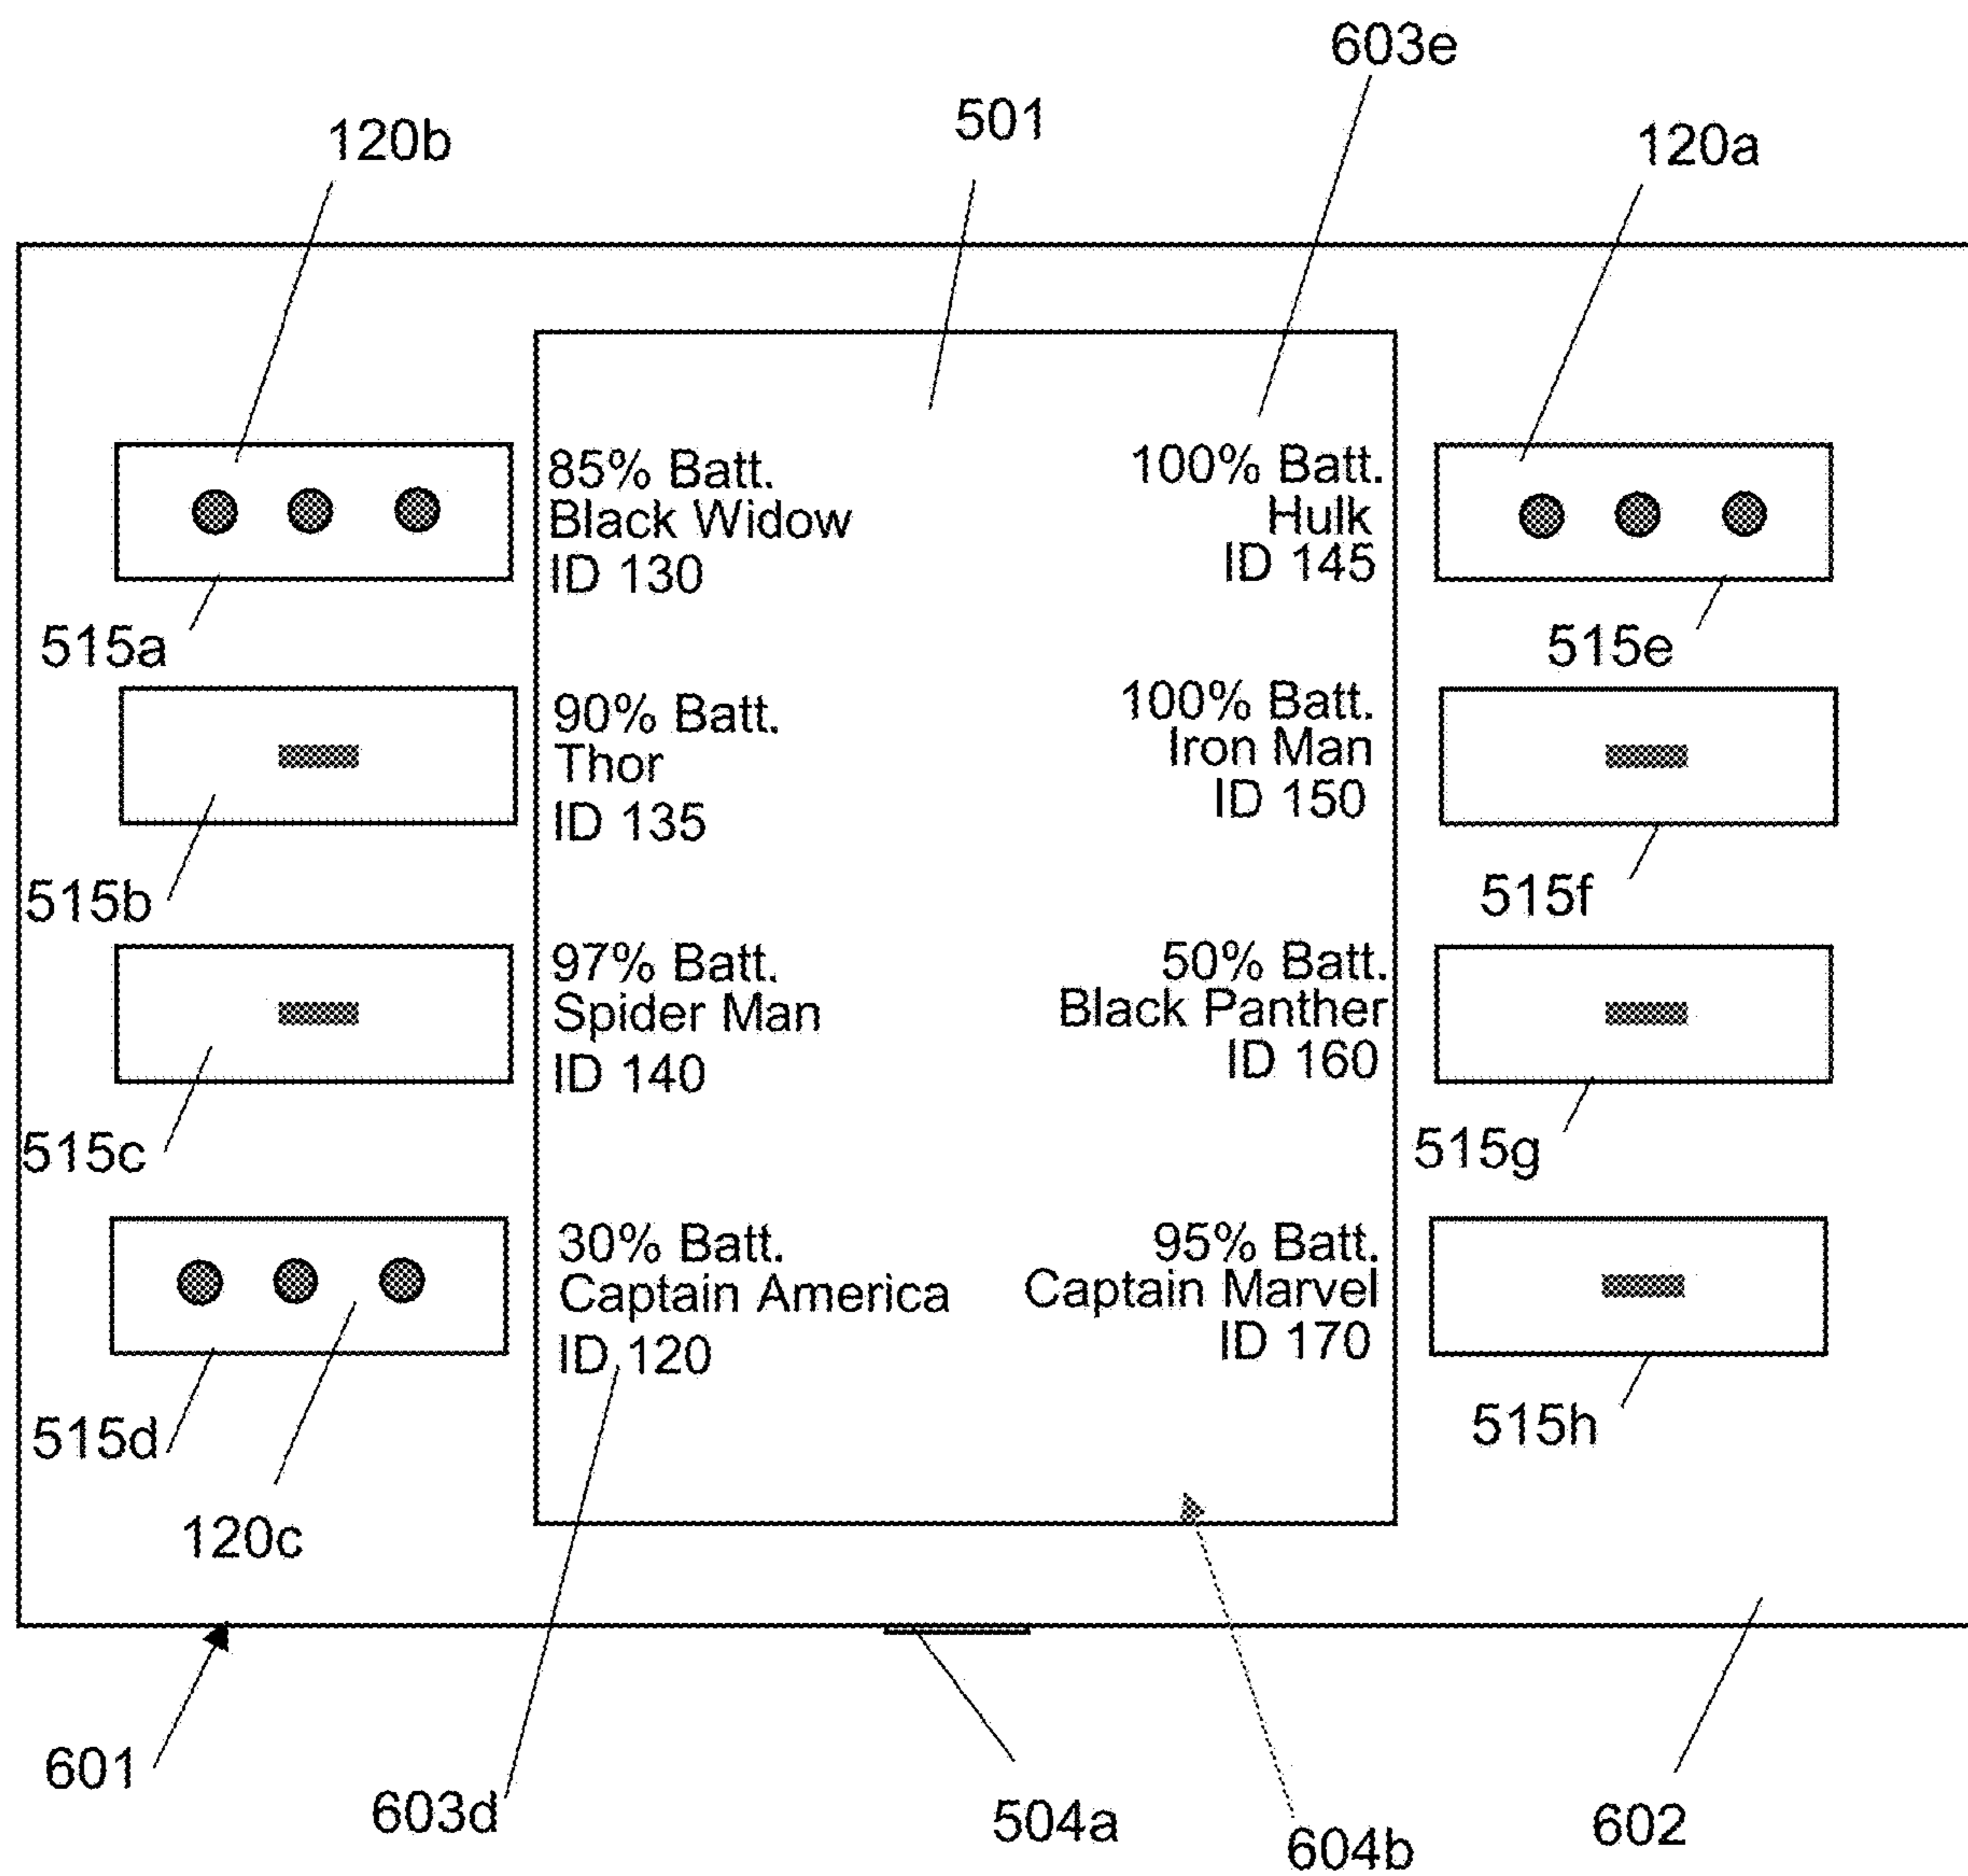 603e
501
120b
120a
85% Batt.
Black Widow
ID 130
100% Batt.
Hulk
ID 145
515a
515e
90% Batt.
Thor
ID 135
100% Batt.
Iron Man
ID 150
515b
515f
97% Batt.
Spider Man
ID 140
50% Batt.
Black Panther
ID 160
515c
515g
30% Batt.
Captain America
ID 120
95% Batt.
Captain Marvel
ID 170
515d
515h
120c
601
603d
504a
604b
602